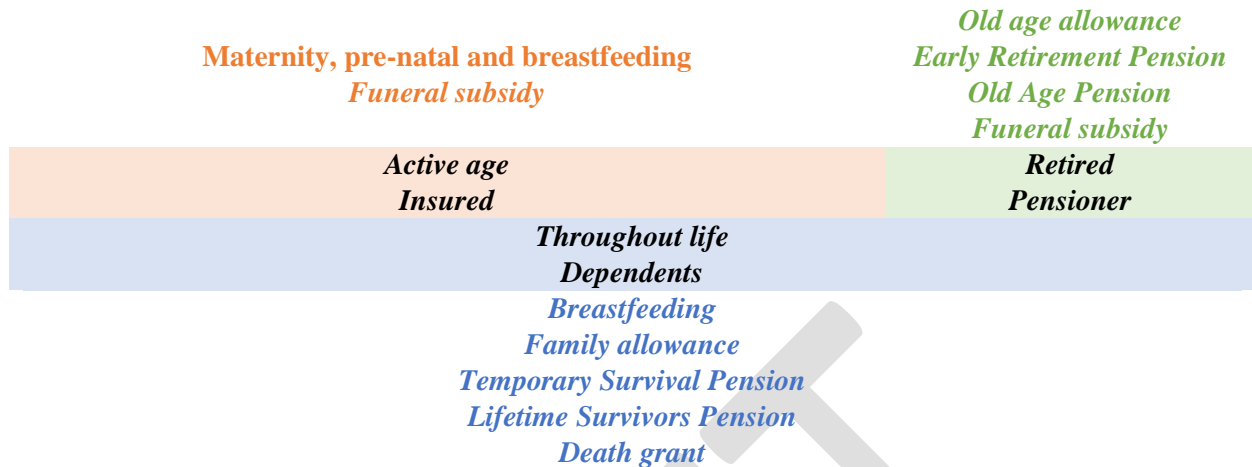 Maternity, pre-natal and breastfeeding
Funeral subsidy
Old age allowance
Early Retirement Pension
Old Age Pension
Funeral subsidy
Active age
Insured
Retired
Pensioner
Throughout life
Dependents
Breastfeeding
Family allowance
Temporary Survival Pension
Lifetime Survivors Pension
Death grant